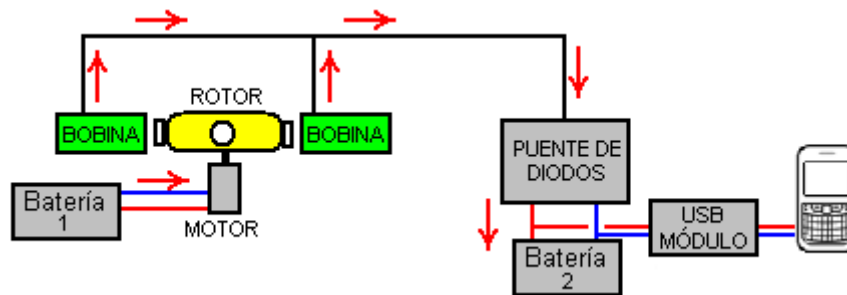 ROTOR
BOBINA
BOBINA
Batería
1
MOTOR
PUENTE DE
DIODOS
USB
MÓDULO
Batería
2